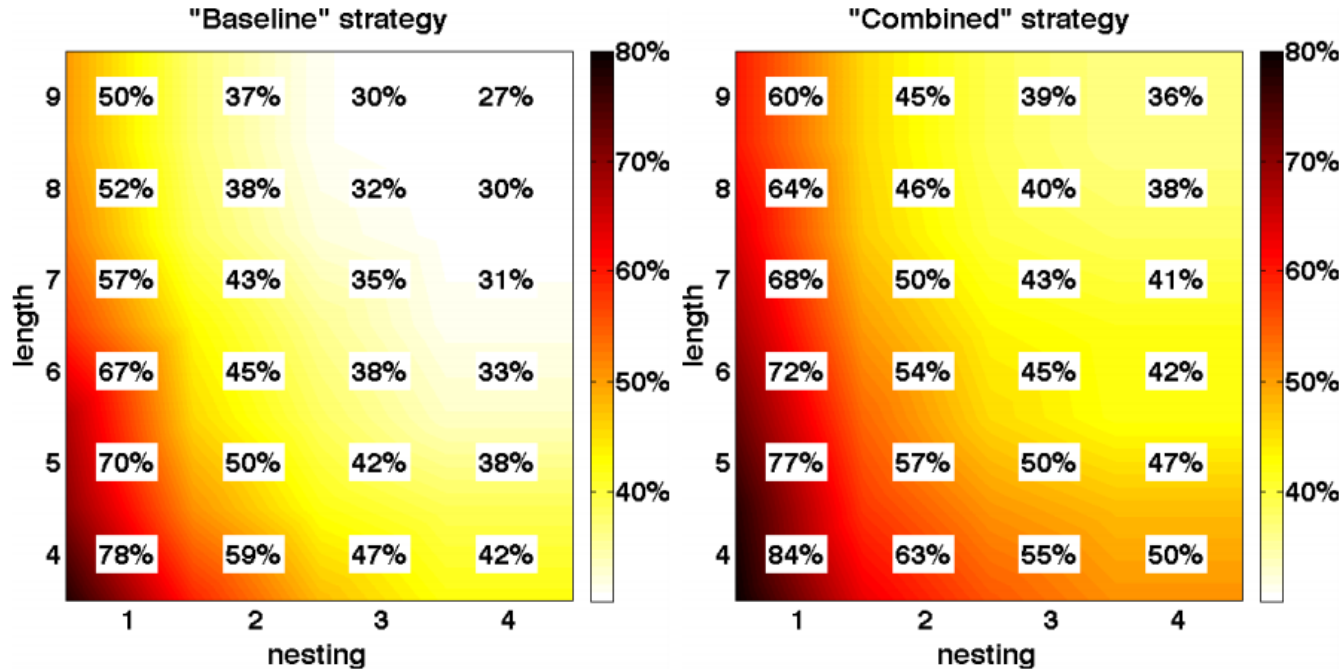 "Baseline" strategy
"Combined" strategy
9 50% 37% 30% 27%
8 52% 38% 32% 30%
7 57% 43% 35% 31%
6 67% 45% 38% 33%
5 70% 50% 42% 38%
4 78% 59% 47% 42%
1 2 3 4
length
nesting
80%
70%
60%
50%
40%
9 60% 45% 39% 36%
8 64% 46% 40% 38%
7 68% 50% 43% 41%
6 72% 54% 45% 42%
5 77% 57% 50% 47%
4 84% 63% 55% 50%
1 2 3 4
length
nesting
80%
70%
60%
50%
40%